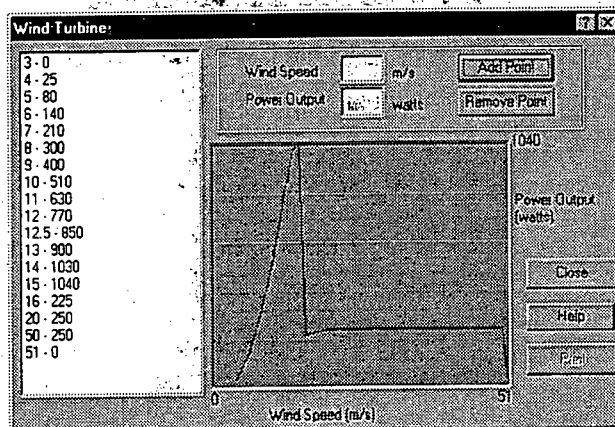 Wind Turbine
3 - 0
4 - 25
5 - 80
6 - 140
7 - 210
8 - 300
9 - 400
10 - 510
11 - 630
12 - 770
12.5 - 850
13 - 900
14 - 1030
15 - 1040
16 - 225
20 - 250
50 - 250
51 - 0
Wind Speed m/s Add Point
Power Output watts Remove Point
1040
Power Output
(watts)
Close
Help
Print
0 51
Wind Speed (m/s)